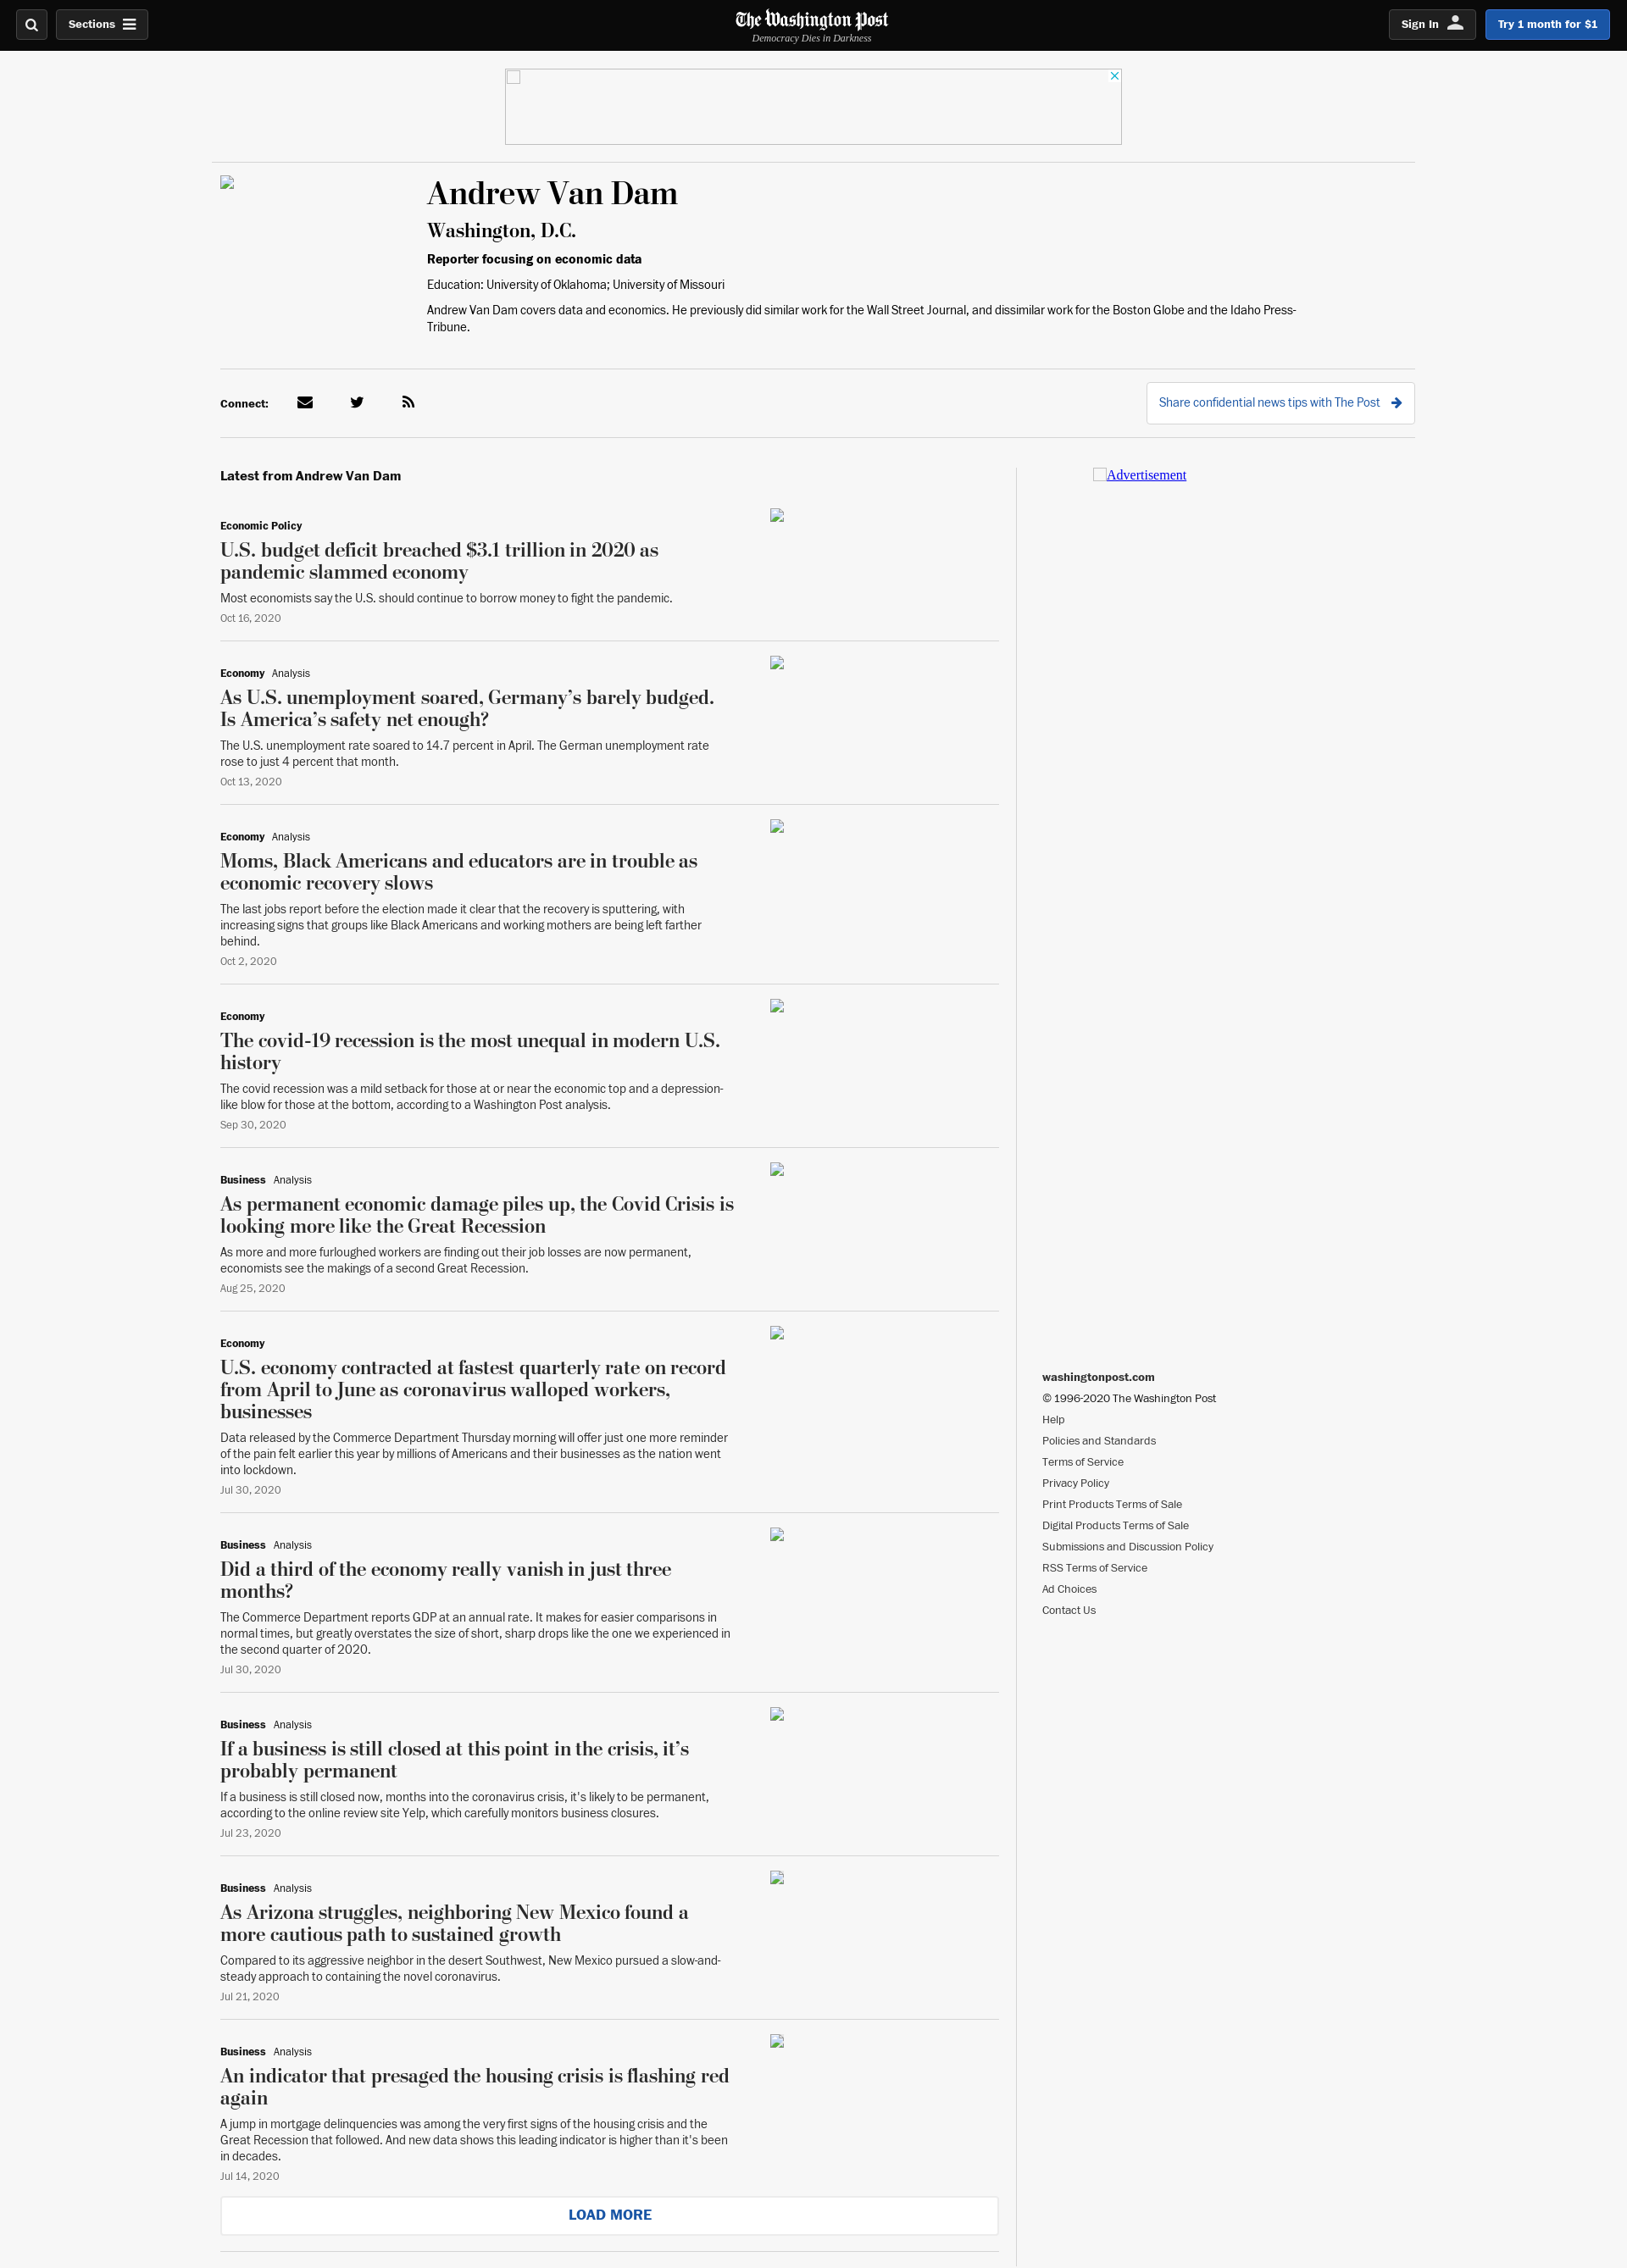 Sections
The Washington Post
Democracy Dies in Darkness
Sign In
Try 1 month for $1
Andrew Van Dam
Washington, D.C.
Reporter focusing on economic data
Education: University of Oklahoma; University of Missouri
Andrew Van Dam covers data and economics. He previously did similar work for the Wall Street Journal, and dissimilar work for the Boston Globe and the Idaho Press-
Tribune.
Connect:
Share confidential news tips with The Post
Latest from Andrew Van Dam
Advertisement
Economic Policy
U.S. budget deficit breached $3.1 trillion in 2020 as
pandemic slammed economy
Most economists say the U.S. should continue to borrow money to fight the pandemic.
Oct 16, 2020
Economy Analysis
As U.S. unemployment soared, Germany’s barely budged.
Is America’s safety net enough?
The U.S. unemployment rate soared to 14.7 percent in April. The German unemployment rate
rose to just 4 percent that month.
Oct 13, 2020
Economy Analysis
Moms, Black Americans and educators are in trouble as
economic recovery slows
The last jobs report before the election made it clear that the recovery is sputtering, with
increasing signs that groups like Black Americans and working mothers are being left farther
behind.
Oct 2, 2020
Economy
The covid-19 recession is the most unequal in modern U.S.
history
The covid recession was a mild setback for those at or near the economic top and a depression-
like blow for those at the bottom, according to a Washington Post analysis.
Sep 30, 2020
Business Analysis
As permanent economic damage piles up, the Covid Crisis is
looking more like the Great Recession
As more and more furloughed workers are finding out their job losses are now permanent,
economists see the makings of a second Great Recession.
Aug 25, 2020
Economy
U.S. economy contracted at fastest quarterly rate on record
from April to June as coronavirus walloped workers,
businesses
Data released by the Commerce Department Thursday morning will offer just one more reminder
of the pain felt earlier this year by millions of Americans and their businesses as the nation went
into lockdown.
Jul 30, 2020
Business Analysis
Did a third of the economy really vanish in just three
months?
The Commerce Department reports GDP at an annual rate. It makes for easier comparisons in
normal times, but greatly overstates the size of short, sharp drops like the one we experienced in
the second quarter of 2020.
Jul 30, 2020
Business Analysis
If a business is still closed at this point in the crisis, it’s
probably permanent
If a business is still closed now, months into the coronavirus crisis, it's likely to be permanent,
according to the online review site Yelp, which carefully monitors business closures.
Jul 23, 2020
Business Analysis
As Arizona struggles, neighboring New Mexico found a
more cautious path to sustained growth
Compared to its aggressive neighbor in the desert Southwest, New Mexico pursued a slow-and-
steady approach to containing the novel coronavirus.
Jul 21, 2020
Business Analysis
An indicator that presaged the housing crisis is flashing red
again
A jump in mortgage delinquencies was among the very first signs of the housing crisis and the
Great Recession that followed. And new data shows this leading indicator is higher than it's been
in decades.
Jul 14, 2020
LOAD MORE
washingtonpost.com
© 1996-2020 The Washington Post
Help
Policies and Standards
Terms of Service
Privacy Policy
Print Products Terms of Sale
Digital Products Terms of Sale
Submissions and Discussion Policy
RSS Terms of Service
Ad Choices
Contact Us